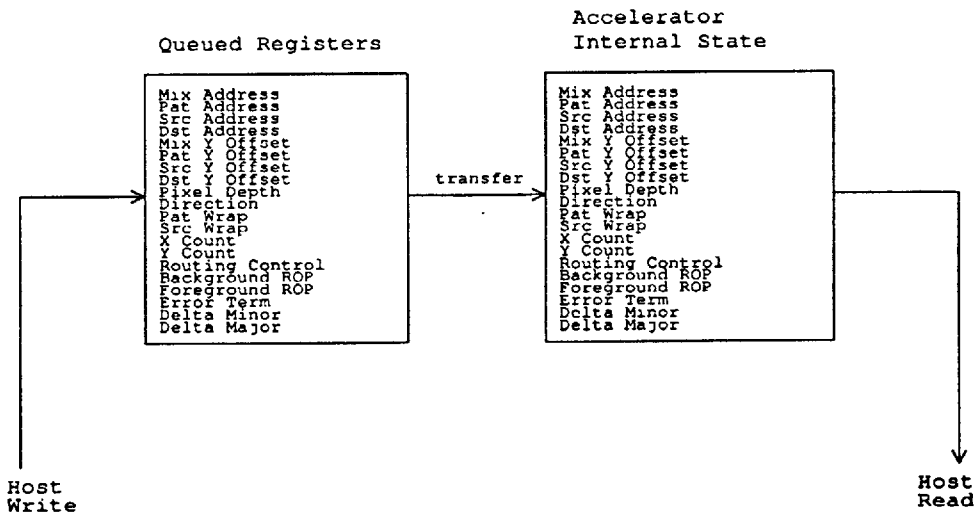 Queued Registers
Accelerator
Internal State
Mix Address
Pat Address
Src Address
Dst Address
Mix Y Offset
Pat Y Offset
Src Y Offset
Dst Y Offset
Pixel Depth
Direction
Pat Wrap
Src Wrap
X Count
Y Count
Routing Control
Background ROP
Foreground ROP
Error Term
Delta Minor
Delta Major
transfer
Mix Address
Pat Address
Src Address
Dst Address
Mix Y Offset
Pat Y Offset
Src Y Offset
Dst Y Offset
Pixel Depth
Direction
Pat Wrap
Src Wrap
X Count
Y Count
Routing Control
Background ROP
Foreground ROP
Error Term
Delta Minor
Delta Major
Host
Write
Host
Read